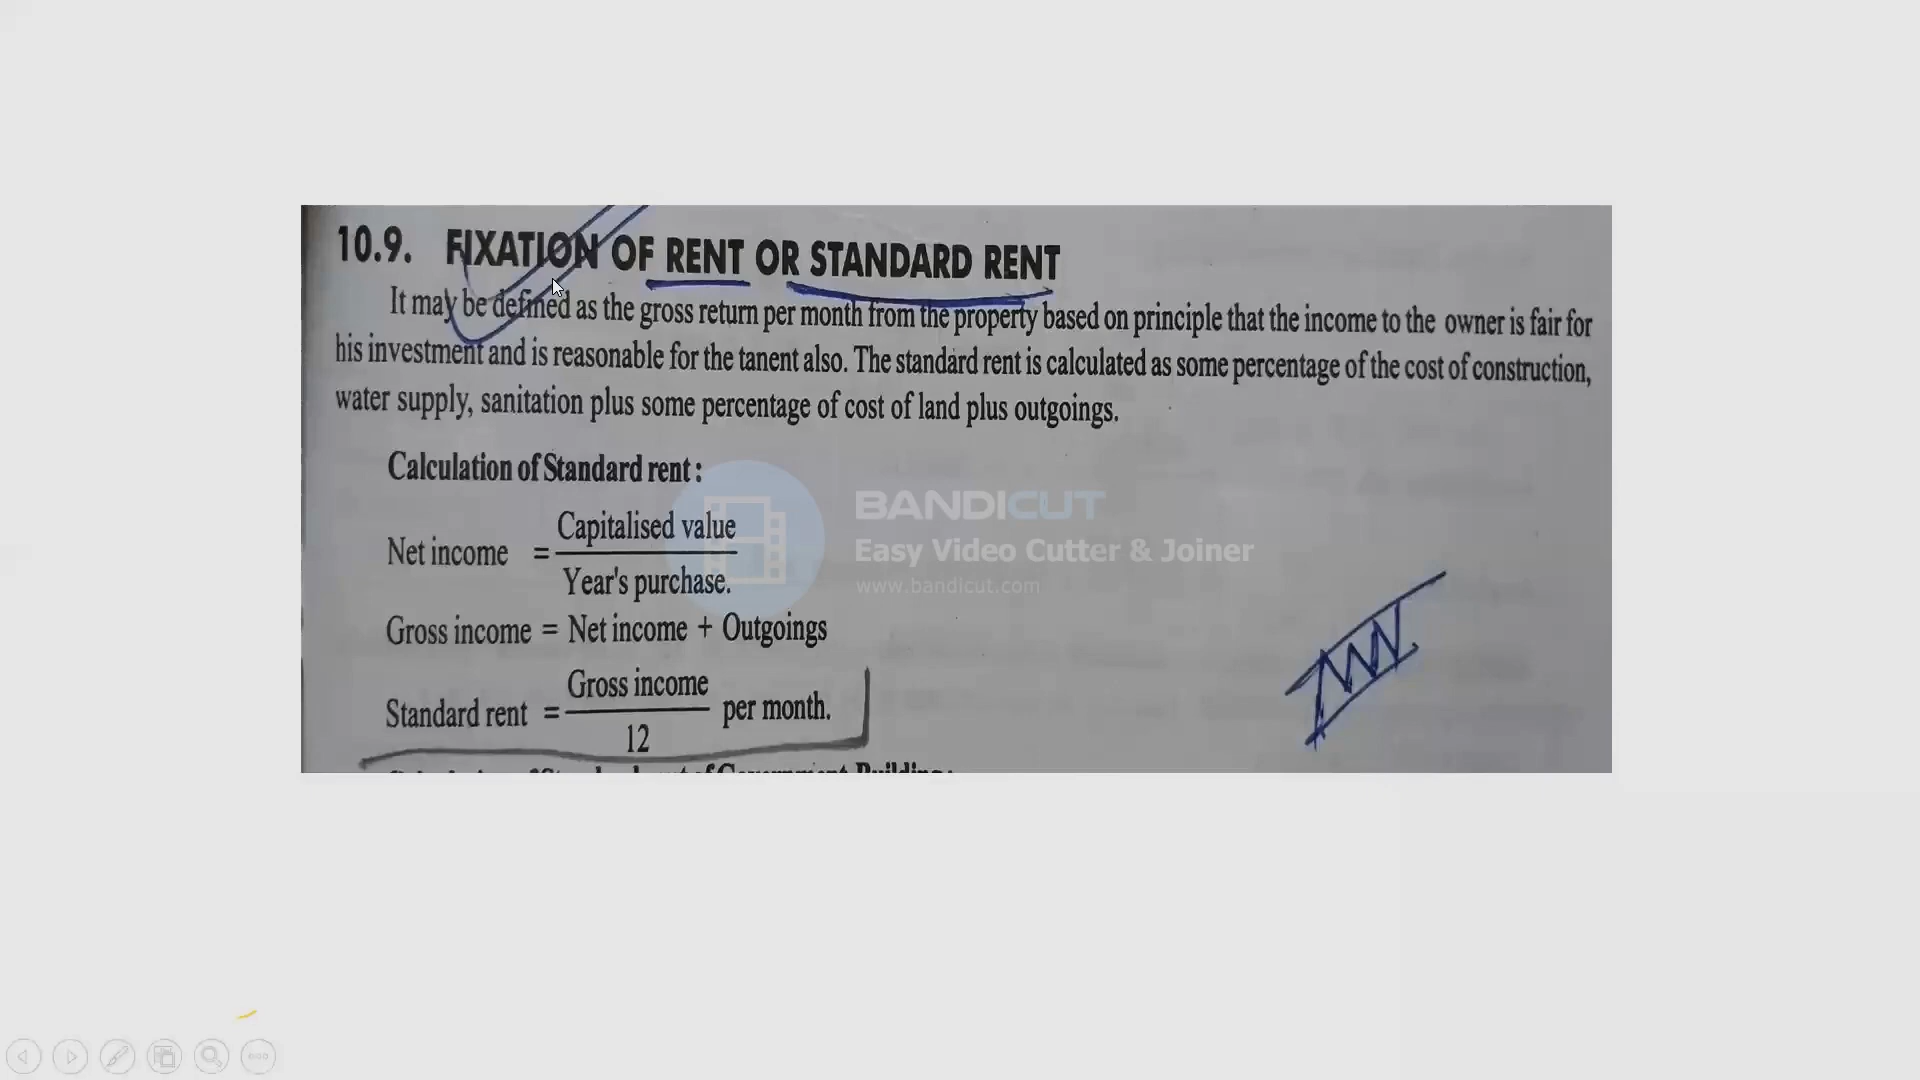 10.9. FIXATION OF RENT OR STANDARD RENT
It may be defined as the gross return per month from the property based on principle that the income to the owner is fair for
his investment and is reasonable for the tanent also. The standard rent is calculated as some percentage of the cost of construction,
water supply, sanitation plus some percentage of cost of land plus outgoings.
Calculation of Standard rent :
Net income = Capitalised value
Year's purchase.
Gross income = Net income + Outgoings
Standard rent = Gross income per month.
12
BANDICUT
Easy Video Cutter & Joiner
www.bandicut.com